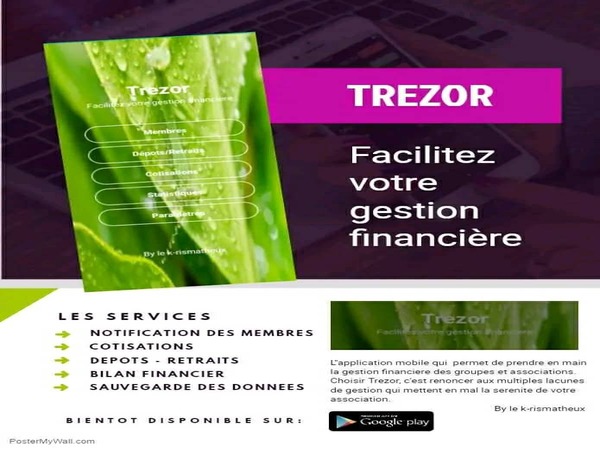 TREZOR
Facilitez
votre
gestion
financière
Trezor
Facilitez votre gestion financière
Membres
Dépots/Retraits
Cotisations
Statistiques
Paramètres
By le k-rismatheux
LES SERVICES
NOTIFICATION DES MEMBRES
COTISATIONS
DEPOTS - RETRAITS
BILAN FINANCIER
SAUVEGARDE DES DONNEES
BIENTOT DISPONIBLE SUR:
Trezor
Facilitez votre gestion financière
L'application mobile qui permet de prendre en main
la gestion financiere des groupes et associations.
Choisir Trezor, c'est renoncer aux multiples lacunes
de gestion qui mettent en mal la serenite de votre
association.
By le k-rismatheux
Google play
PosterMyWall.com